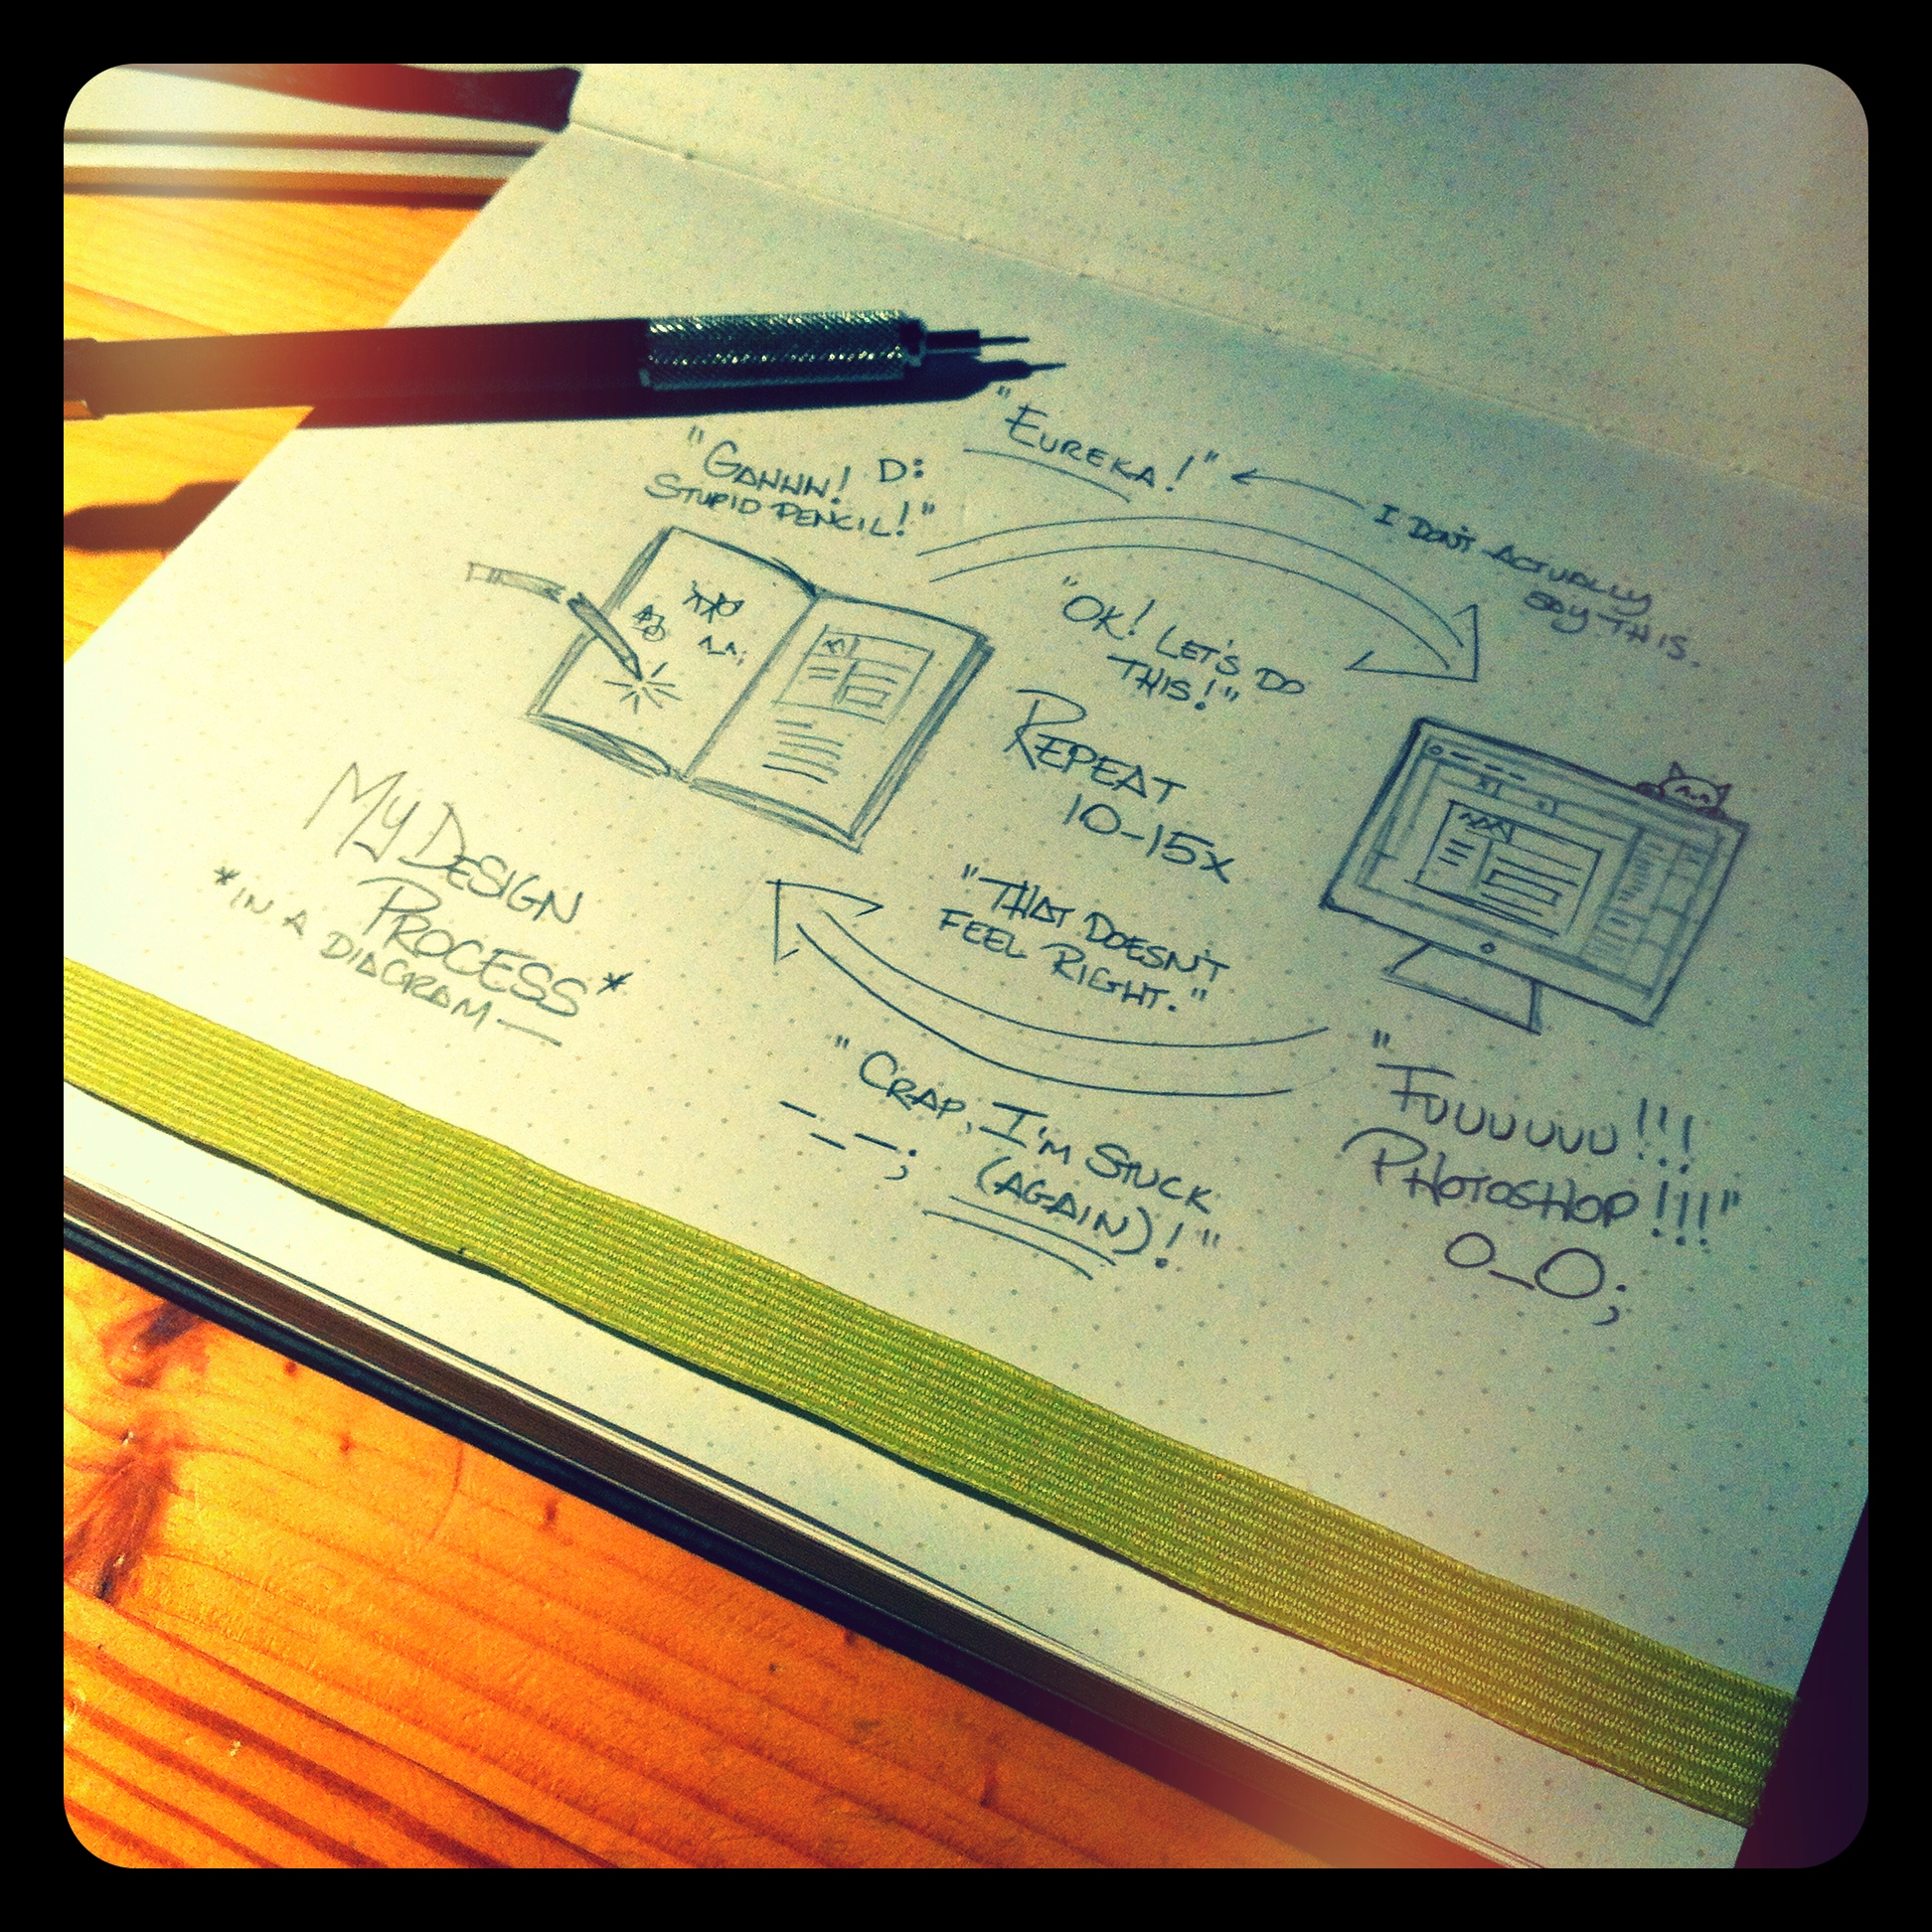 "Eureka!"
I Don't Actually
say this.
"Gahhh! D:
Stupid Pencil!"
"OK! Let's do
this!"
Repeat
10-15x
"That doesn't
feel right."
My Design
Process*
*in a diagram—
"Crap, I'm stuck
-_-; (again)!"
"Fuuuuuu!!!
Photoshop!!!"
O_O;